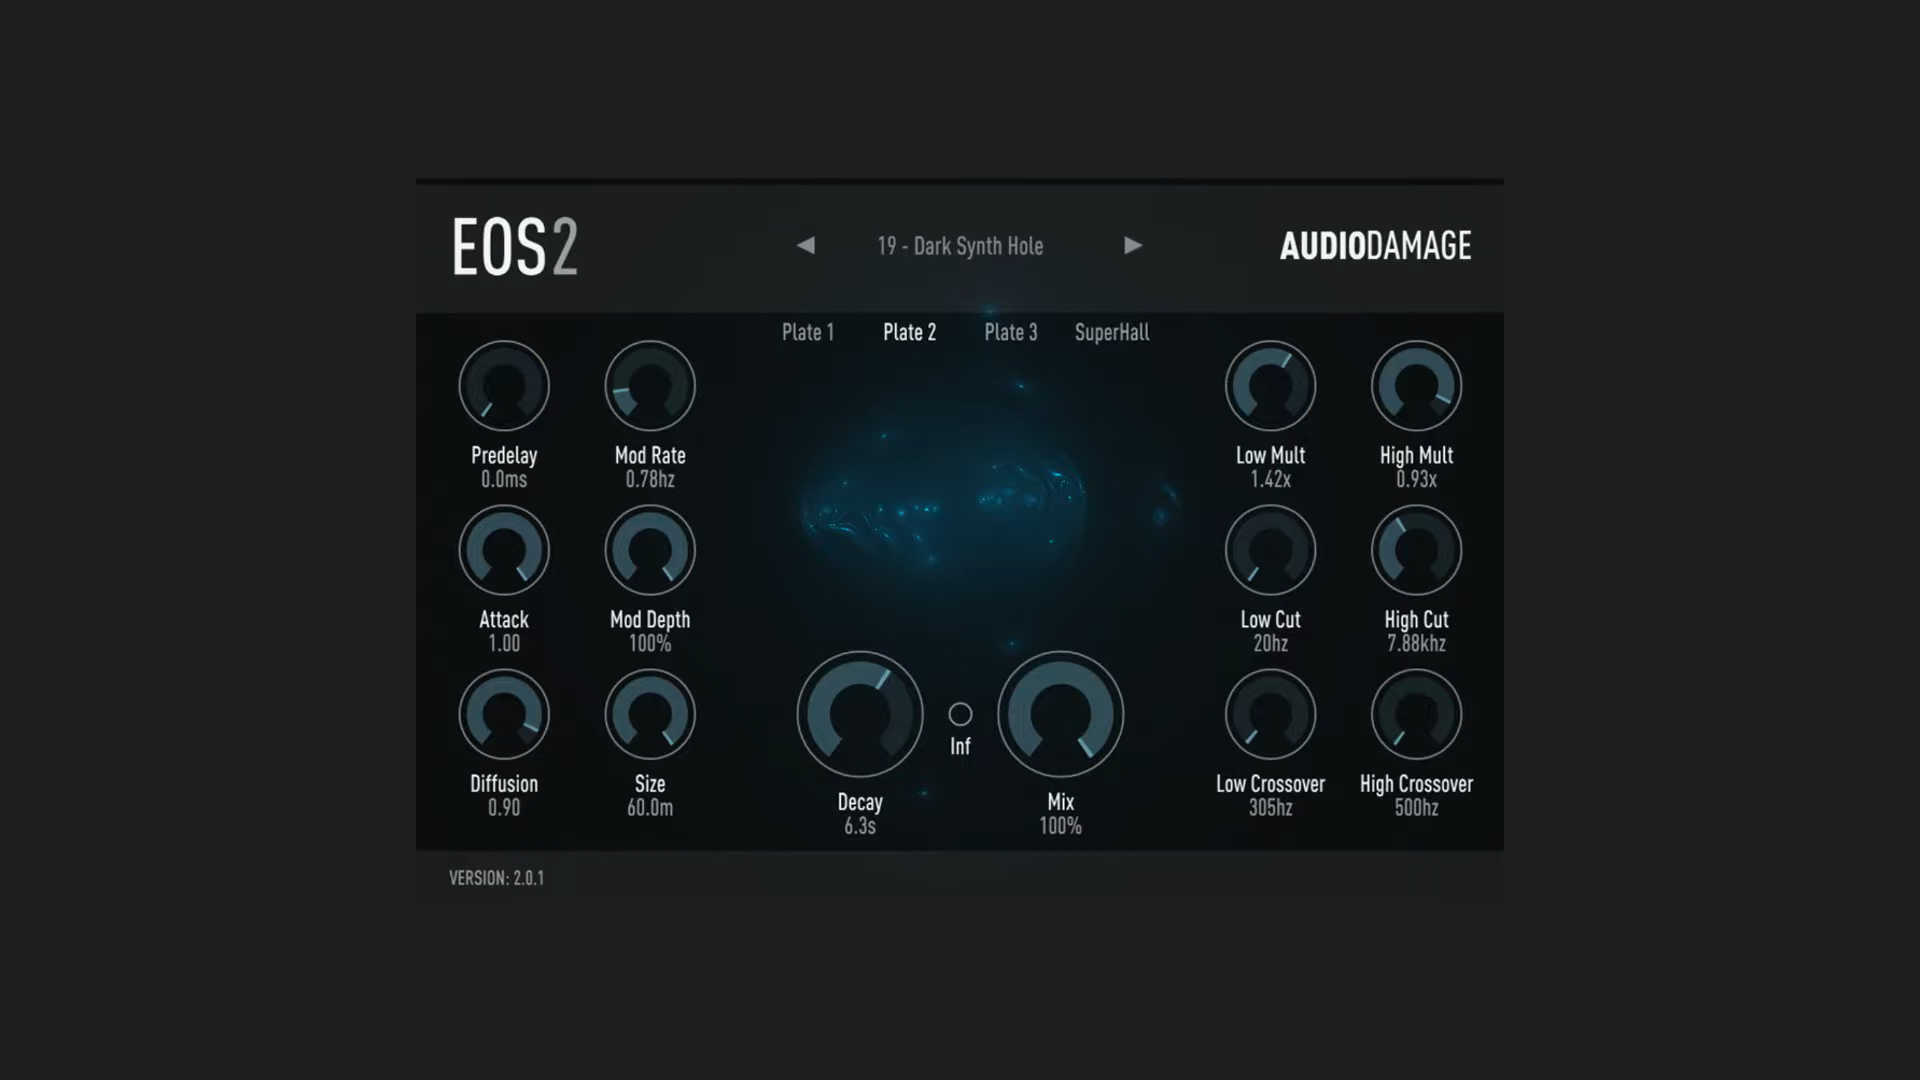 EOS2
19 - Dark Synth Hole
AUDIODAMAGE
Plate 1 Plate 2 Plate 3 SuperHall
Predelay
0.0ms
Mod Rate
0.78hz
Low Mult
1.42x
High Mult
0.93x
Attack
1.00
Mod Depth
100%
Low Cut
20hz
High Cut
7.88khz
Diffusion
0.90
Size
60.0m
Decay
6.3s
Inf
Mix
100%
Low Crossover
305hz
High Crossover
500hz
VERSION: 2.0.1